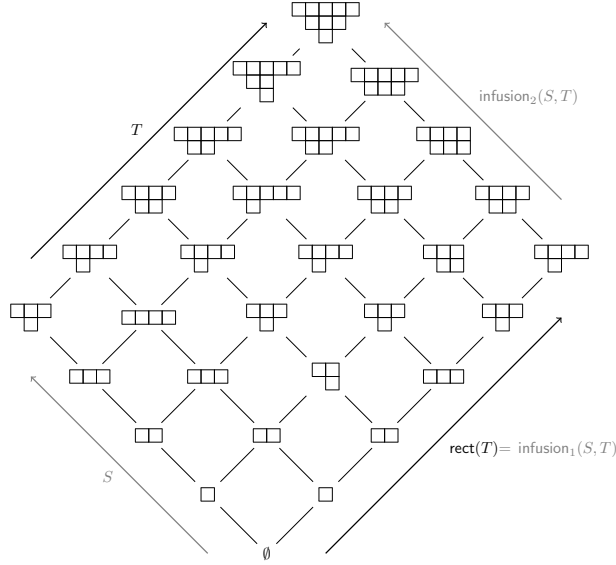 infusion₂(S, T)
T
rect(T)= infusion₁(S, T)
S
∅